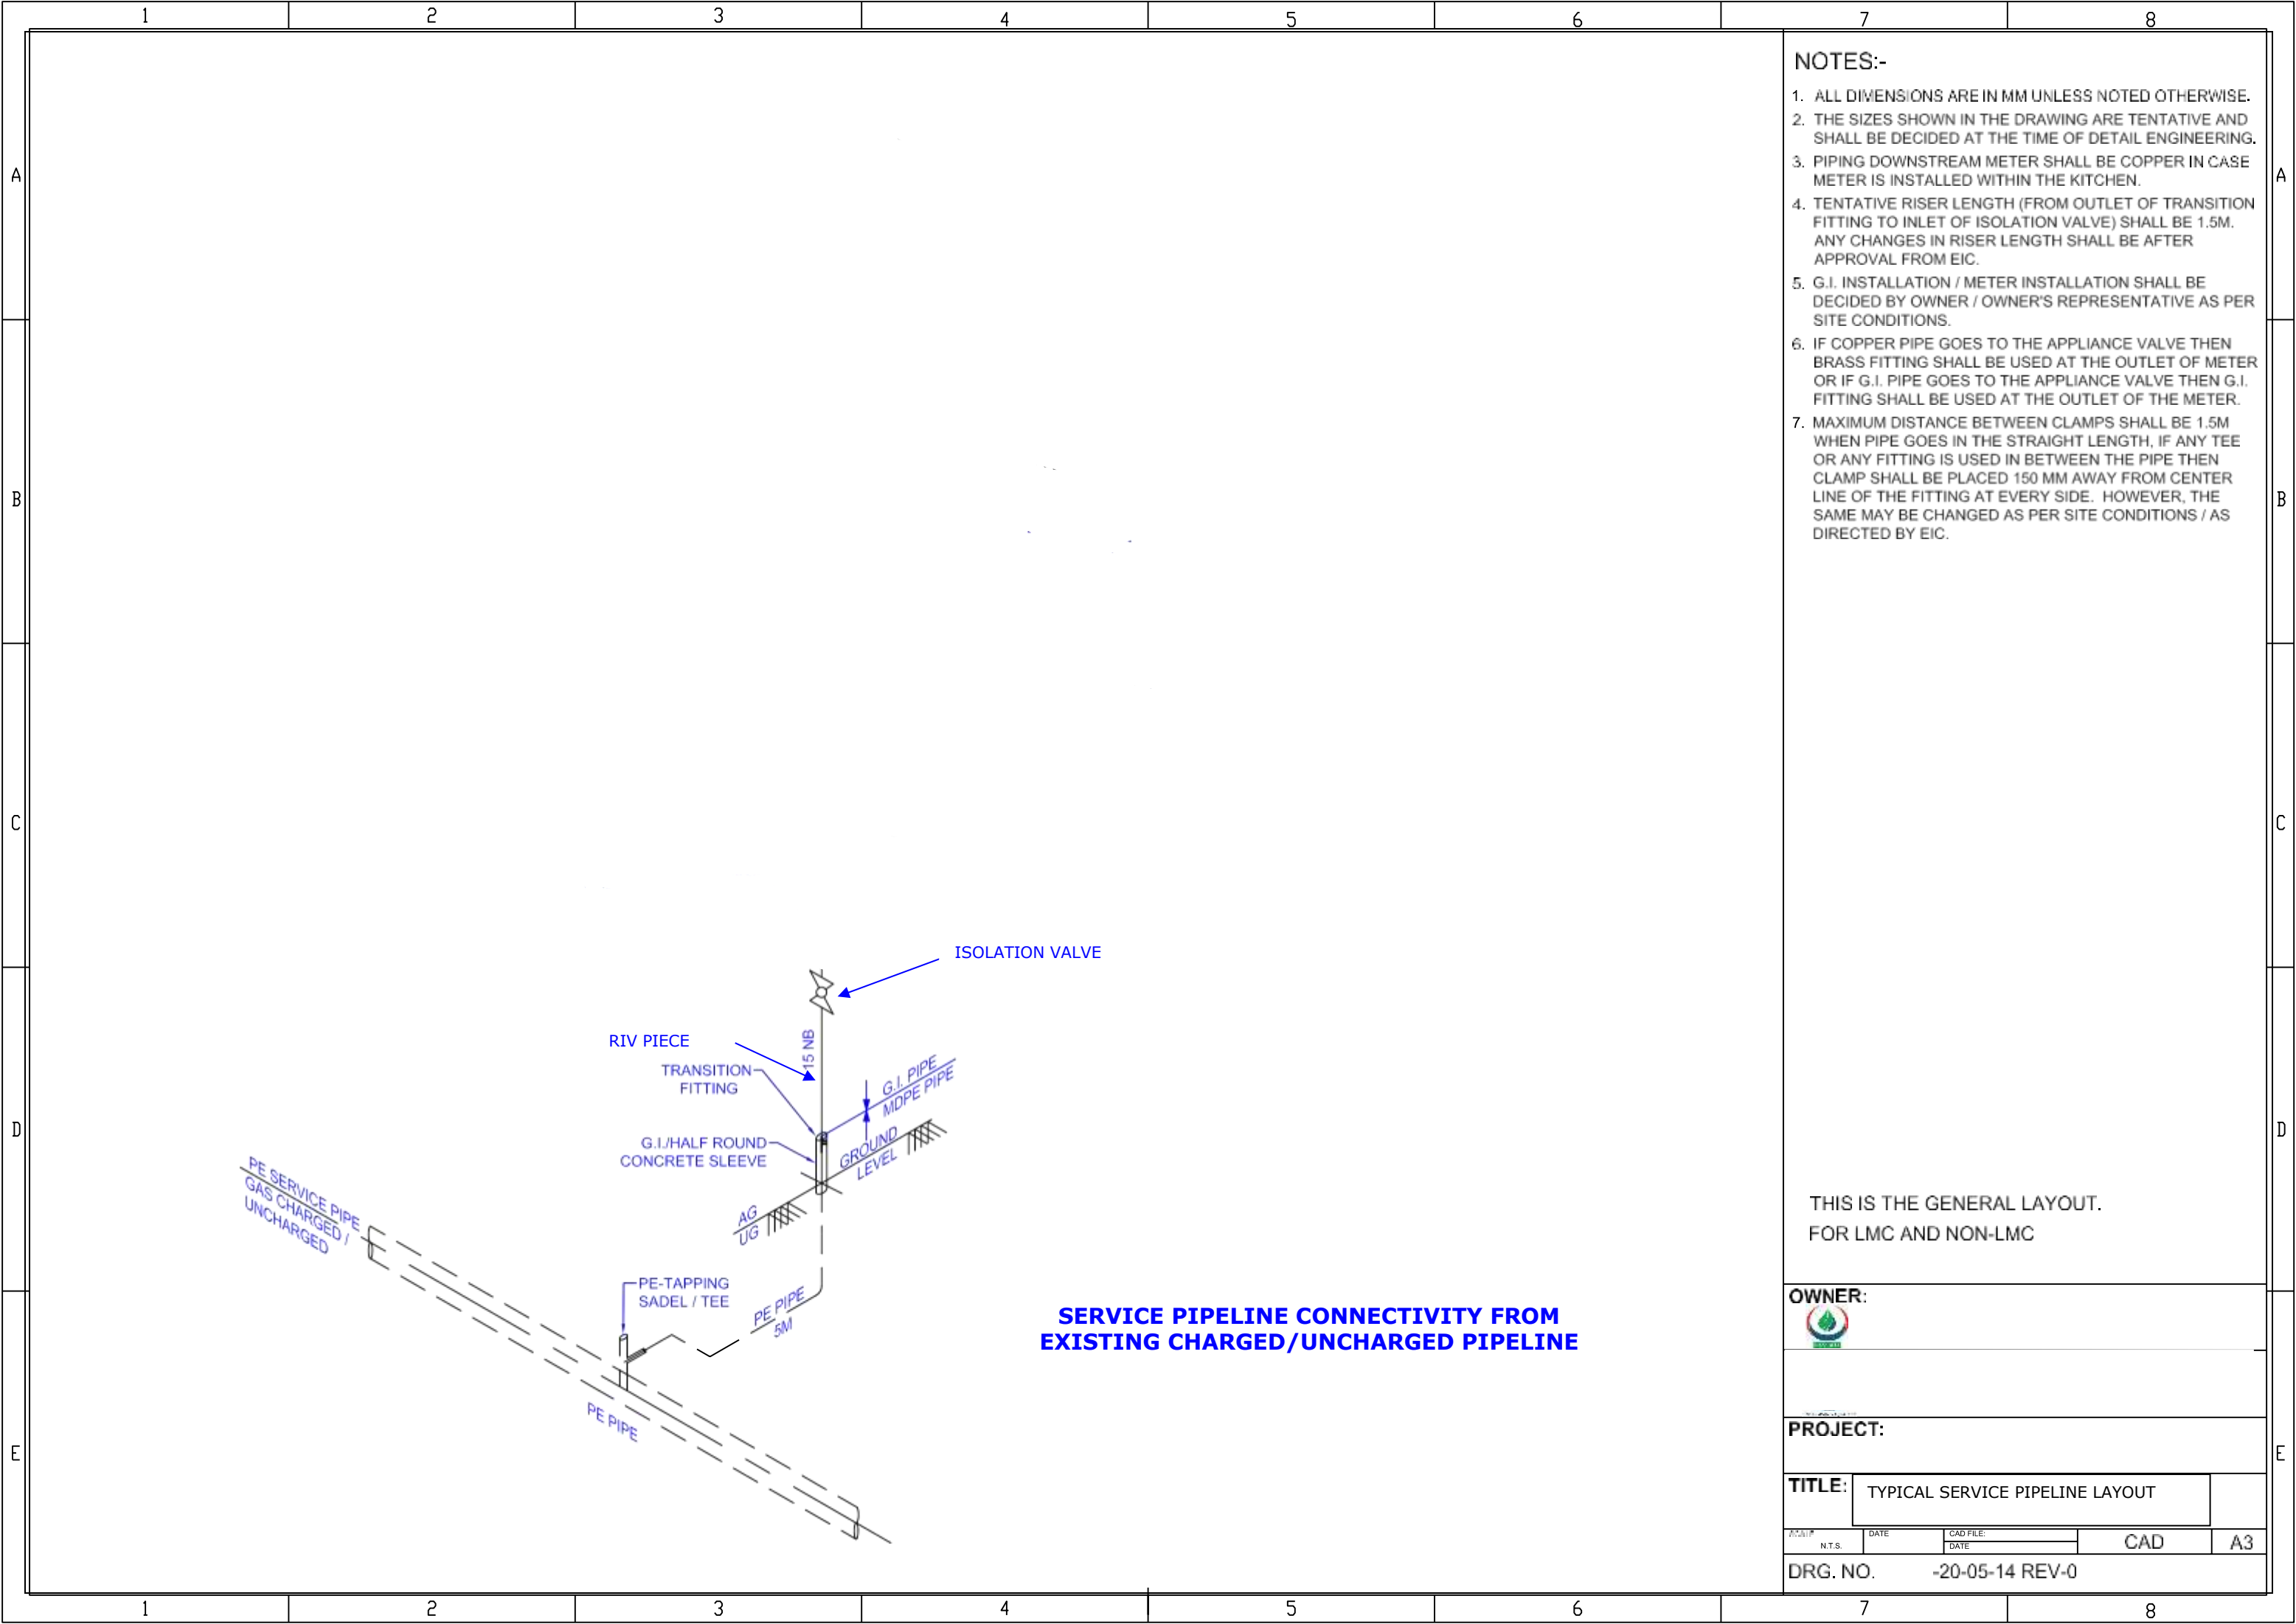 1 2 3 4 5 6 7 8
A A
B B
C C
D D
E E
NOTES:-
1. ALL DIMENSIONS ARE IN MM UNLESS NOTED OTHERWISE.
2. THE SIZES SHOWN IN THE DRAWING ARE TENTATIVE AND
SHALL BE DECIDED AT THE TIME OF DETAIL ENGINEERING.
3. PIPING DOWNSTREAM METER SHALL BE COPPER IN CASE
METER IS INSTALLED WITHIN THE KITCHEN.
4. TENTATIVE RISER LENGTH (FROM OUTLET OF TRANSITION
FITTING TO INLET OF ISOLATION VALVE) SHALL BE 1.5M.
ANY CHANGES IN RISER LENGTH SHALL BE AFTER
APPROVAL FROM EIC.
5. G.I. INSTALLATION / METER INSTALLATION SHALL BE
DECIDED BY OWNER / OWNER'S REPRESENTATIVE AS PER
SITE CONDITIONS.
6. IF COPPER PIPE GOES TO THE APPLIANCE VALVE THEN
BRASS FITTING SHALL BE USED AT THE OUTLET OF METER
OR IF G.I. PIPE GOES TO THE APPLIANCE VALVE THEN G.I.
FITTING SHALL BE USED AT THE OUTLET OF THE METER.
7. MAXIMUM DISTANCE BETWEEN CLAMPS SHALL BE 1.5M
WHEN PIPE GOES IN THE STRAIGHT LENGTH, IF ANY TEE
OR ANY FITTING IS USED IN BETWEEN THE PIPE THEN
CLAMP SHALL BE PLACED 150 MM AWAY FROM CENTER
LINE OF THE FITTING AT EVERY SIDE. HOWEVER, THE
SAME MAY BE CHANGED AS PER SITE CONDITIONS / AS
DIRECTED BY EIC.
ISOLATION VALVE
RIV PIECE
15 NB
TRANSITION
FITTING
G.I. PIPE
MDPE PIPE
G.I./HALF ROUND
CONCRETE SLEEVE
GROUND
LEVEL
AG
UG
PE SERVICE PIPE
GAS CHARGED /
UNCHARGED
PE-TAPPING
SADEL / TEE
PE PIPE
5M
PE PIPE
SERVICE PIPELINE CONNECTIVITY FROM
EXISTING CHARGED/UNCHARGED PIPELINE
THIS IS THE GENERAL LAYOUT.
FOR LMC AND NON-LMC
OWNER:
PROJECT:
TITLE: TYPICAL SERVICE PIPELINE LAYOUT
N.T.S. DATE CAD FILE: CAD A3
DATE
DRG. NO. -20-05-14 REV-0
1 2 3 4 5 6 7 8